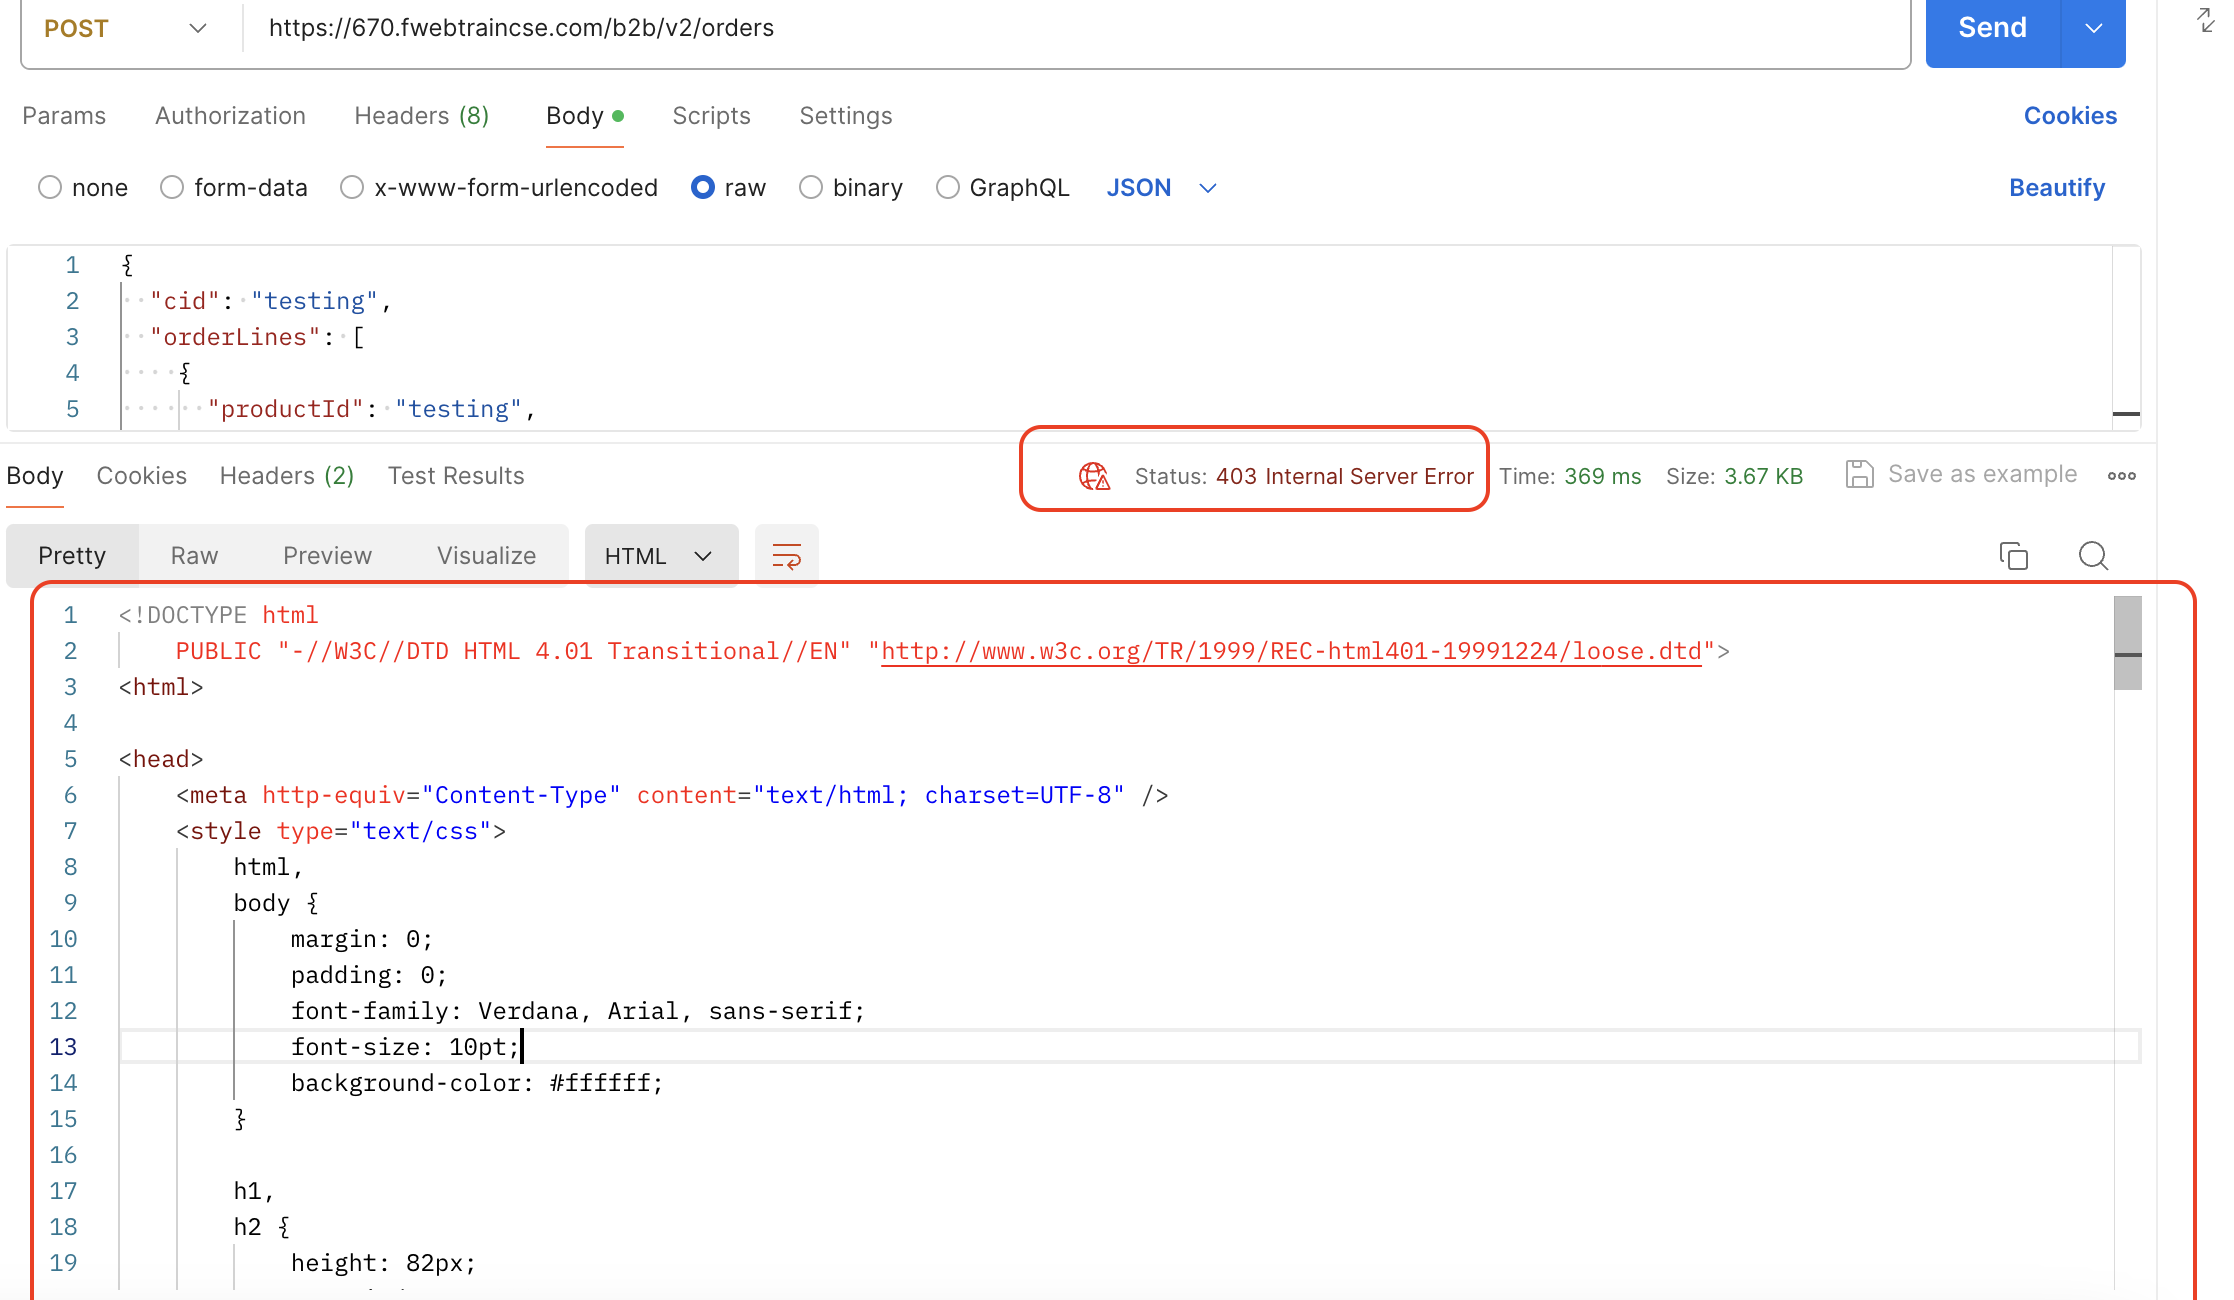 POST https://670.fwebtraincse.com/b2b/v2/orders Send
Params Authorization Headers (8) Body Scripts Settings Cookies
none form-data x-www-form-urlencoded raw binary GraphQL JSON Beautify
1 {
2 "cid": "testing",
3 "orderLines": [
4 {
5 "productId": "testing",
Body Cookies Headers (2) Test Results Status: 403 Internal Server Error Time: 369 ms Size: 3.67 KB Save as example
Pretty Raw Preview Visualize HTML
1 <!DOCTYPE html
2 PUBLIC "-//W3C//DTD HTML 4.01 Transitional//EN" "http://www.w3c.org/TR/1999/REC-html401-19991224/loose.dtd">
3 <html>
4
5 <head>
6 <meta http-equiv="Content-Type" content="text/html; charset=UTF-8" />
7 <style type="text/css">
8 html,
9 body {
10 margin: 0;
11 padding: 0;
12 font-family: Verdana, Arial, sans-serif;
13 font-size: 10pt;
14 background-color: #ffffff;
15 }
16
17 h1,
18 h2 {
19 height: 82px;